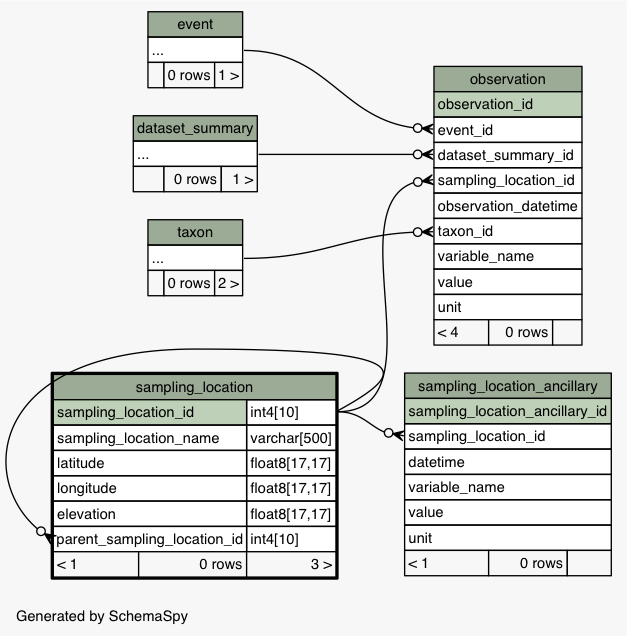 event
...
0 rows 1 >
dataset_summary
...
0 rows 1 >
taxon
...
0 rows 2 >
observation
observation_id
event_id
dataset_summary_id
sampling_location_id
observation_datetime
taxon_id
variable_name
value
unit
< 4 0 rows
sampling_location
sampling_location_id int4[10]
sampling_location_name varchar[500]
latitude float8[17,17]
longitude float8[17,17]
elevation float8[17,17]
parent_sampling_location_id int4[10]
< 1 0 rows 3 >
sampling_location_ancillary
sampling_location_ancillary_id
sampling_location_id
datetime
variable_name
value
unit
< 1 0 rows
Generated by SchemaSpy